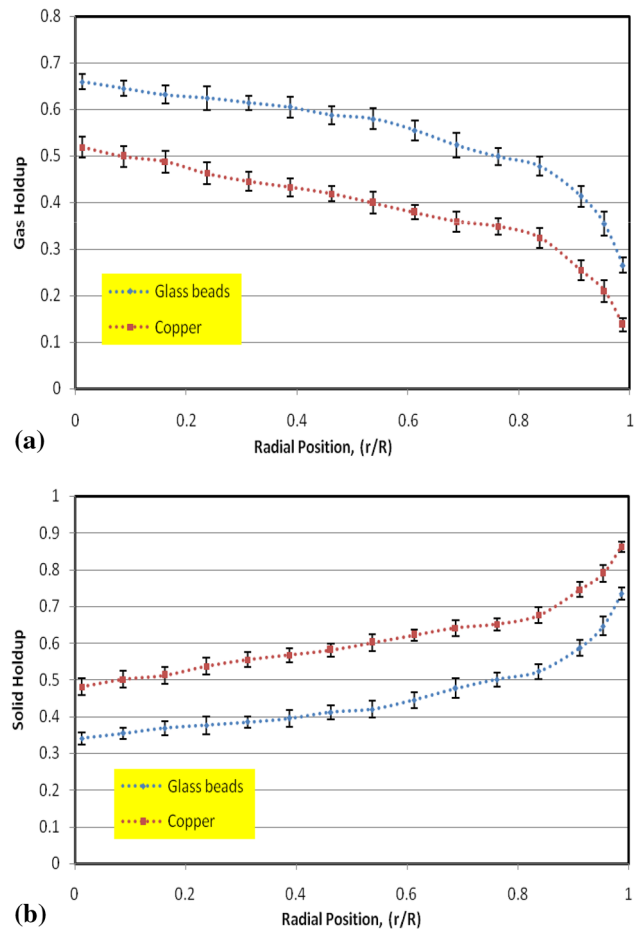 0.8
0.7
0.6
0.5
0.4
0.3
0.2
0.1
0
Gas Holdup
Glass beads
Copper
0 0.2 0.4 0.6 0.8 1
Radial Position, (r/R)
(a)
1
0.9
0.8
0.7
0.6
0.5
0.4
0.3
0.2
0.1
0
Solid Holdup
Glass beads
Copper
0 0.2 0.4 0.6 0.8 1
Radial Position, (r/R)
(b)